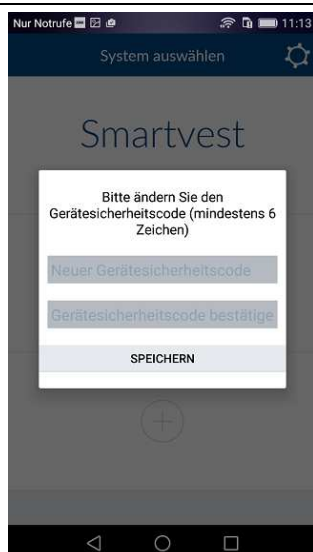 Nur Notrufe 11:13
System auswählen
Smartvest
Bitte ändern Sie den
Gerätesicherheitscode (mindestens 6
Zeichen)
Neuer Gerätesicherheitscode
Gerätesicherheitscode bestätige
SPEICHERN